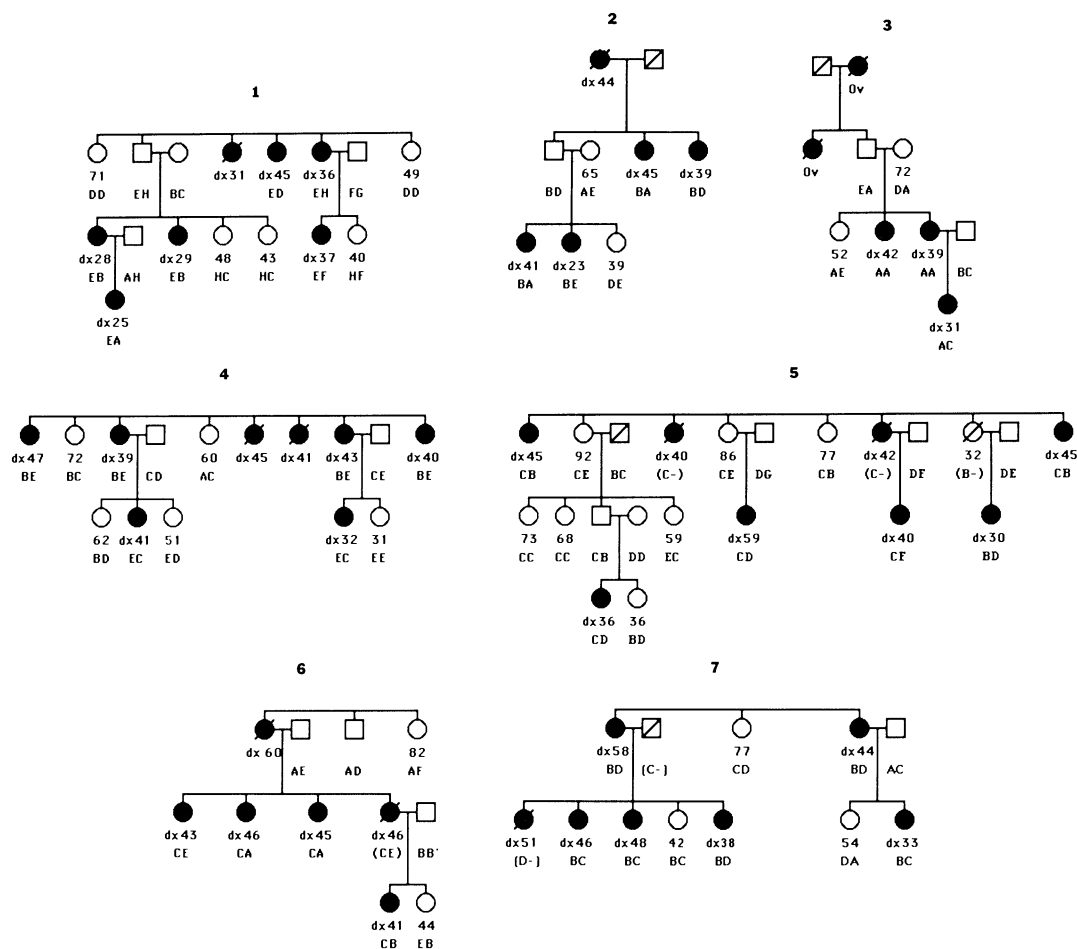 2
3
dx44
0v
1
71
DD
EH
BC
dx31
dx45
ED
dx36
EH
FG
49
DD
BD
65
AE
dx45
BA
dx39
BD
0v
EA
72
DA
dx28
EB
AH
dx29
EB
48
HC
43
HC
dx37
EF
40
HF
dx41
BA
dx23
BE
39
DE
52
AE
dx42
AA
dx39
AA
BC
dx25
EA
dx31
AC
4
5
dx47
BE
72
BC
dx39
BE
CD
60
AC
dx45
dx41
dx43
BE
CE
dx40
BE
dx45
CB
92
CE
BC
dx40
(C-)
86
CE
DG
77
CB
dx42
(C-)
DF
32
(B-)
DE
dx45
CB
62
BD
dx41
EC
51
ED
dx32
EC
31
EE
73
CC
68
CC
CB
DD
59
EC
dx59
CD
dx40
CF
dx30
BD
dx36
CD
36
BD
6
7
dx60
AE
AD
82
AF
dx58
BD
(C-)
77
CD
dx44
BD
AC
dx43
CE
dx46
CA
dx45
CA
dx46
(CE)
BB'
dx51
(D-)
dx46
BC
dx48
BC
42
BC
dx38
BD
54
DA
dx33
BC
dx41
CB
44
EB